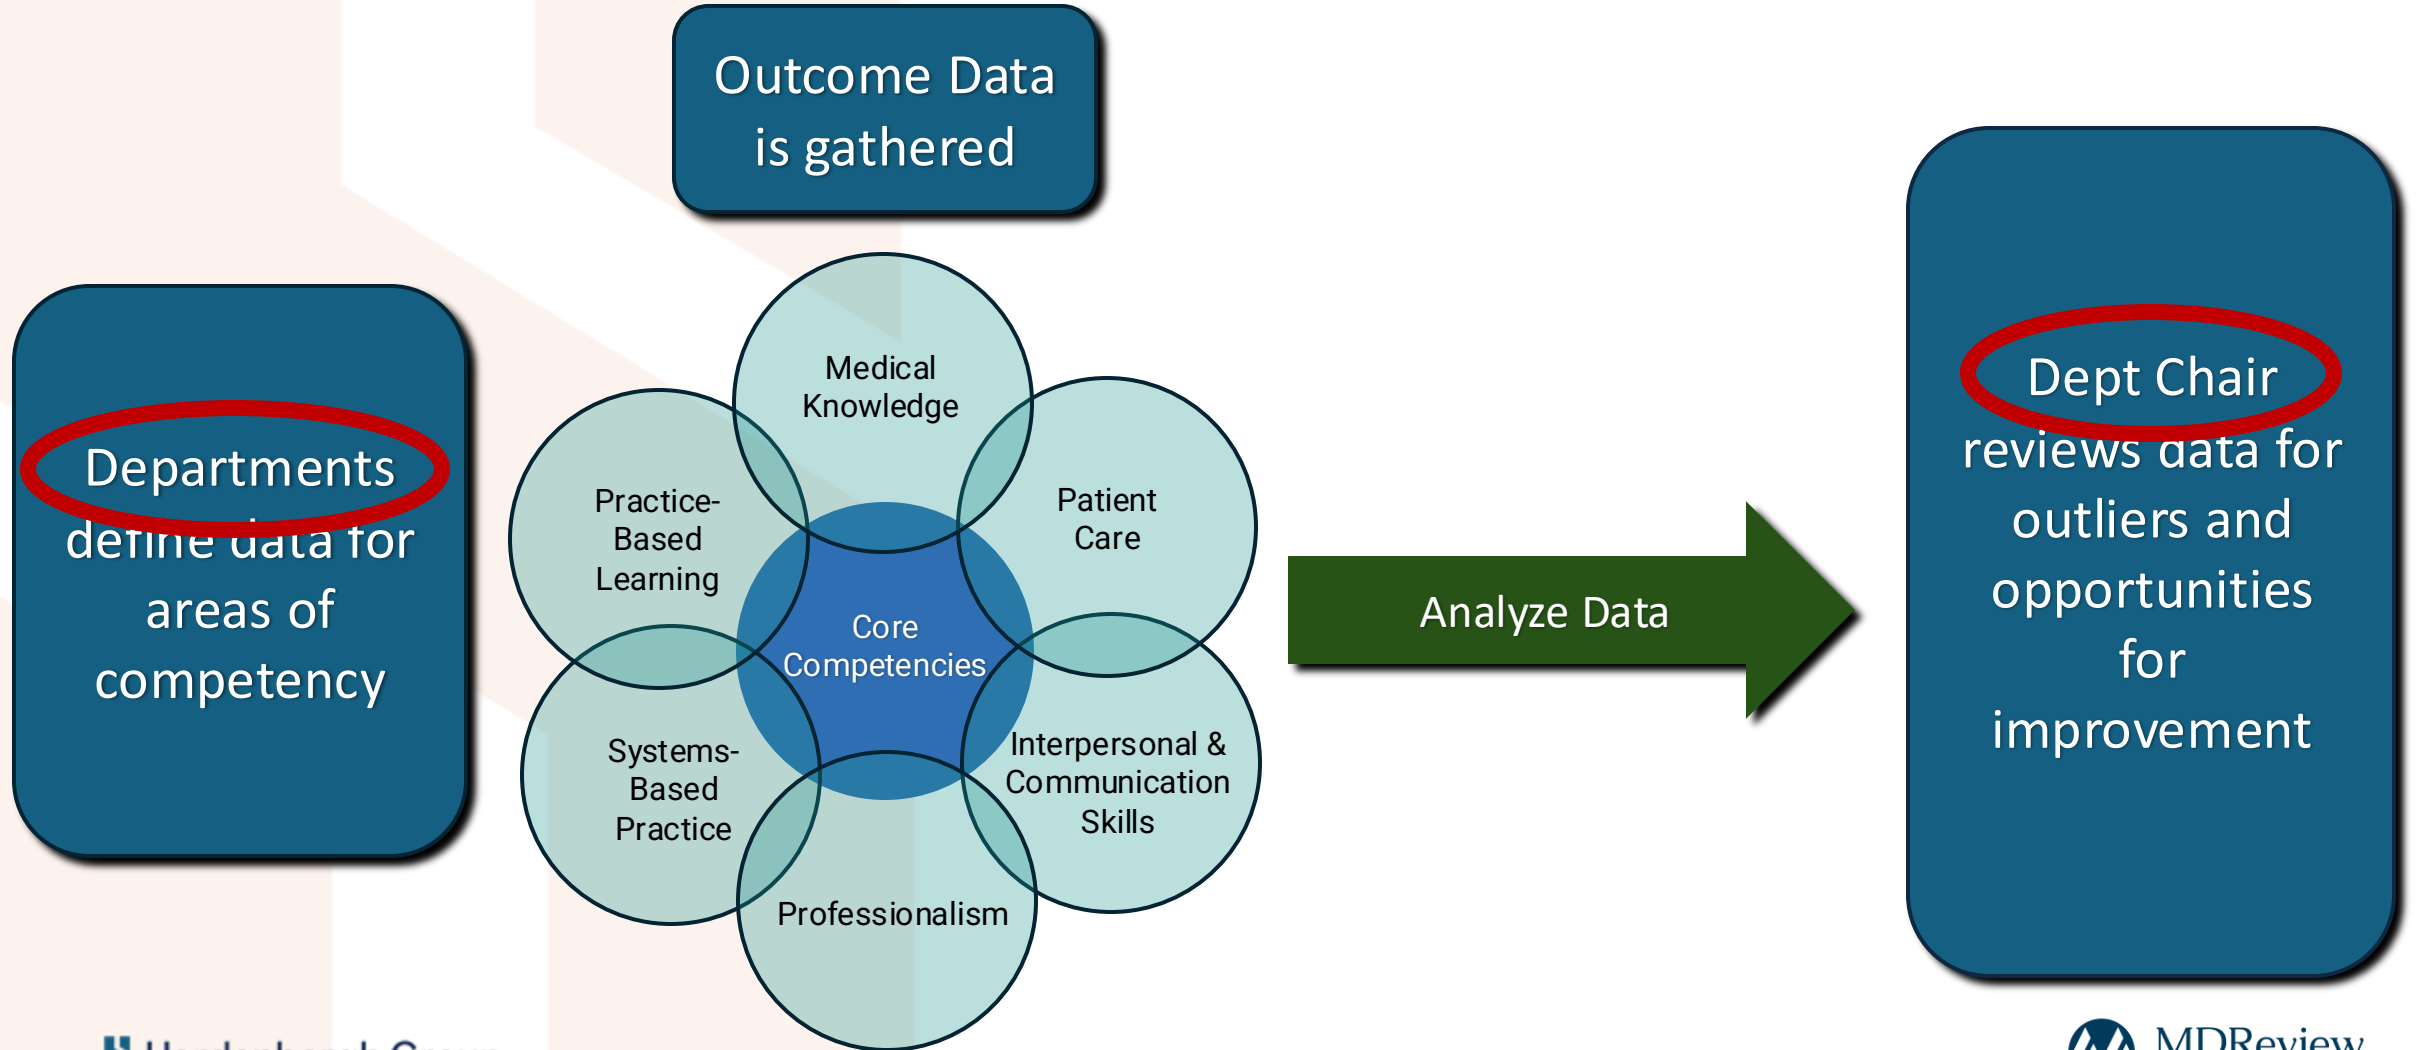 Outcome Data
is gathered
Departments
define data for
areas of
competency
Medical
Knowledge
Practice-
Based
Learning
Patient
Care
Core
Competencies
Systems-
Based
Practice
Interpersonal &
Communication
Skills
Professionalism
Analyze Data
Dept Chair
reviews data for
outliers and
opportunities
for
improvement
Hardenbergh Group
MDReview